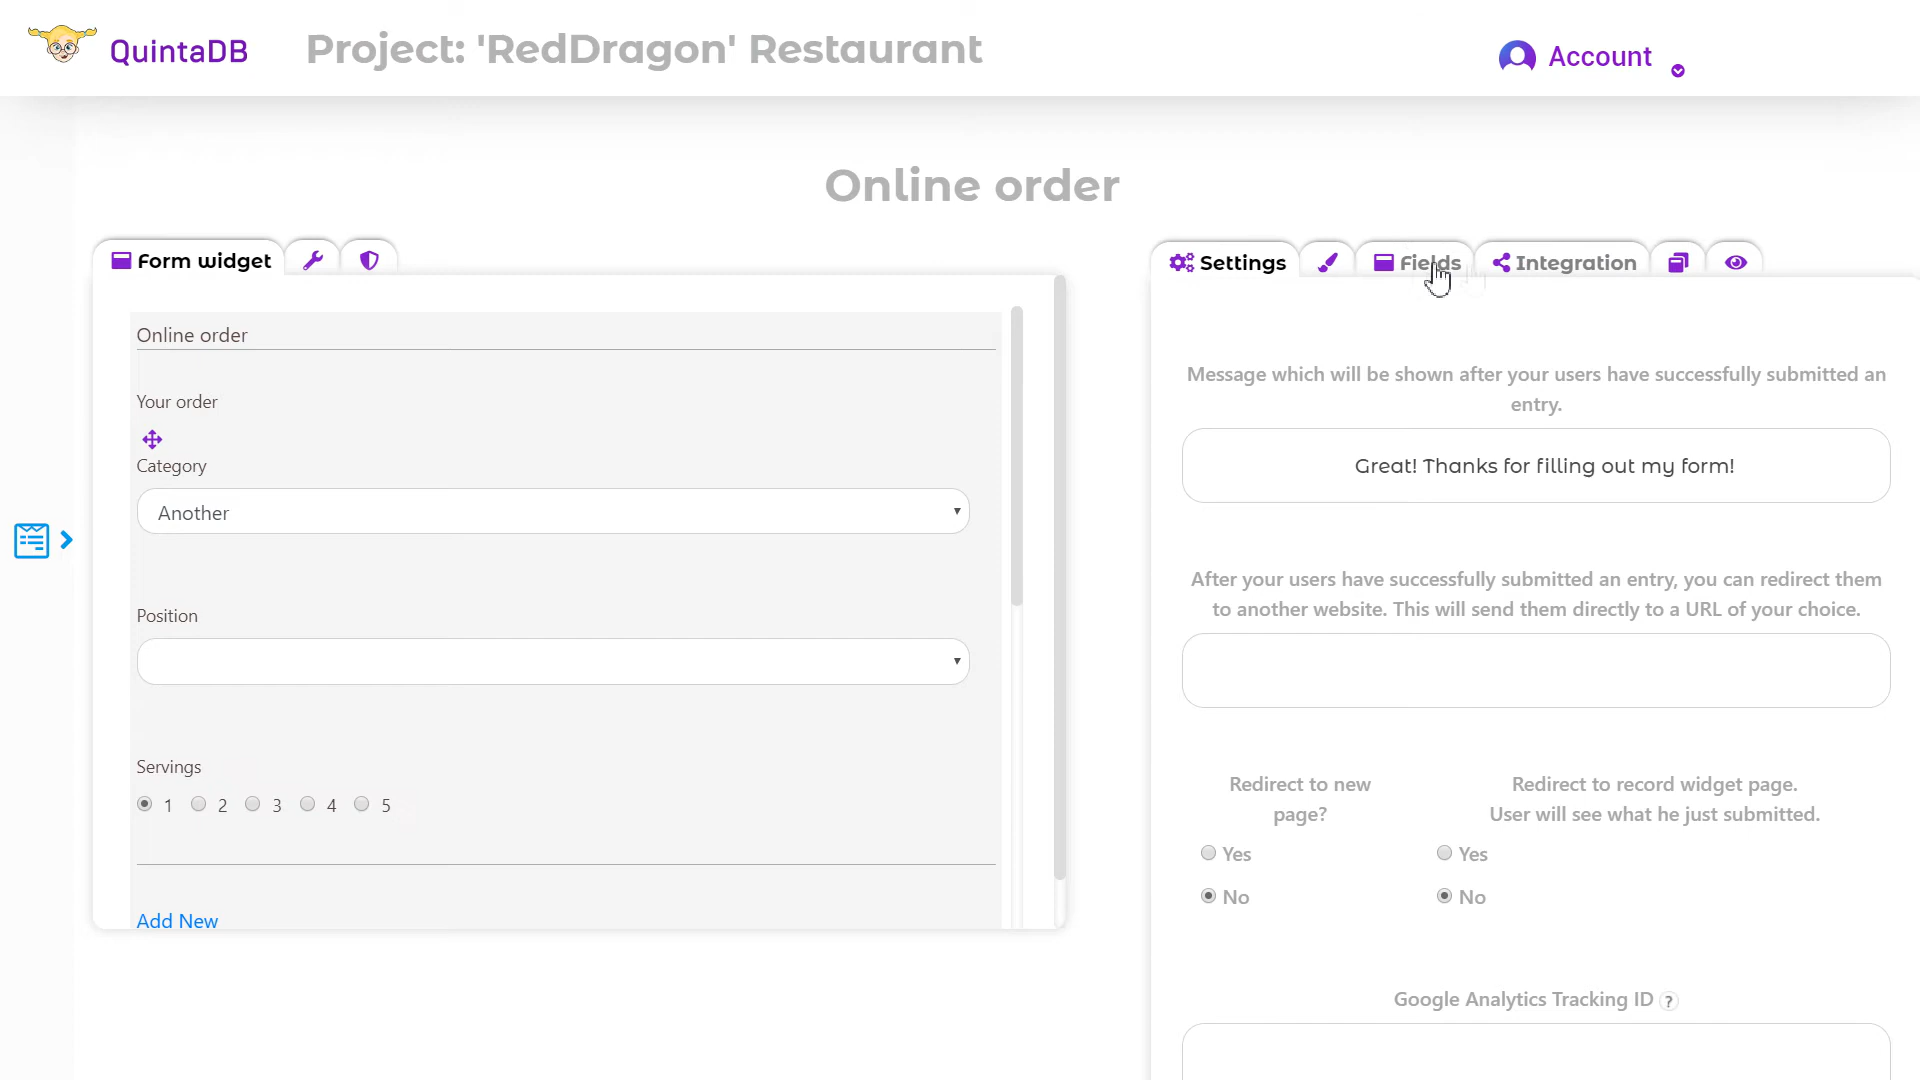 QuintaDB
Project: 'RedDragon' Restaurant
Account
Online order
Form widget
Settings
Fields
Integration
Online order
Your order
Category
Another
Position
Servings
1 2 3 4 5
Add New
Message which will be shown after your users have successfully submitted an
entry.
Great! Thanks for filling out my form!
After your users have successfully submitted an entry, you can redirect them
to another website. This will send them directly to a URL of your choice.
Redirect to new
page?
Yes
No
Redirect to record widget page.
User will see what he just submitted.
Yes
No
Google Analytics Tracking ID ?